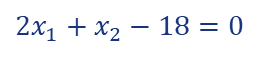 2x₁ + x₂ − 18 = 0